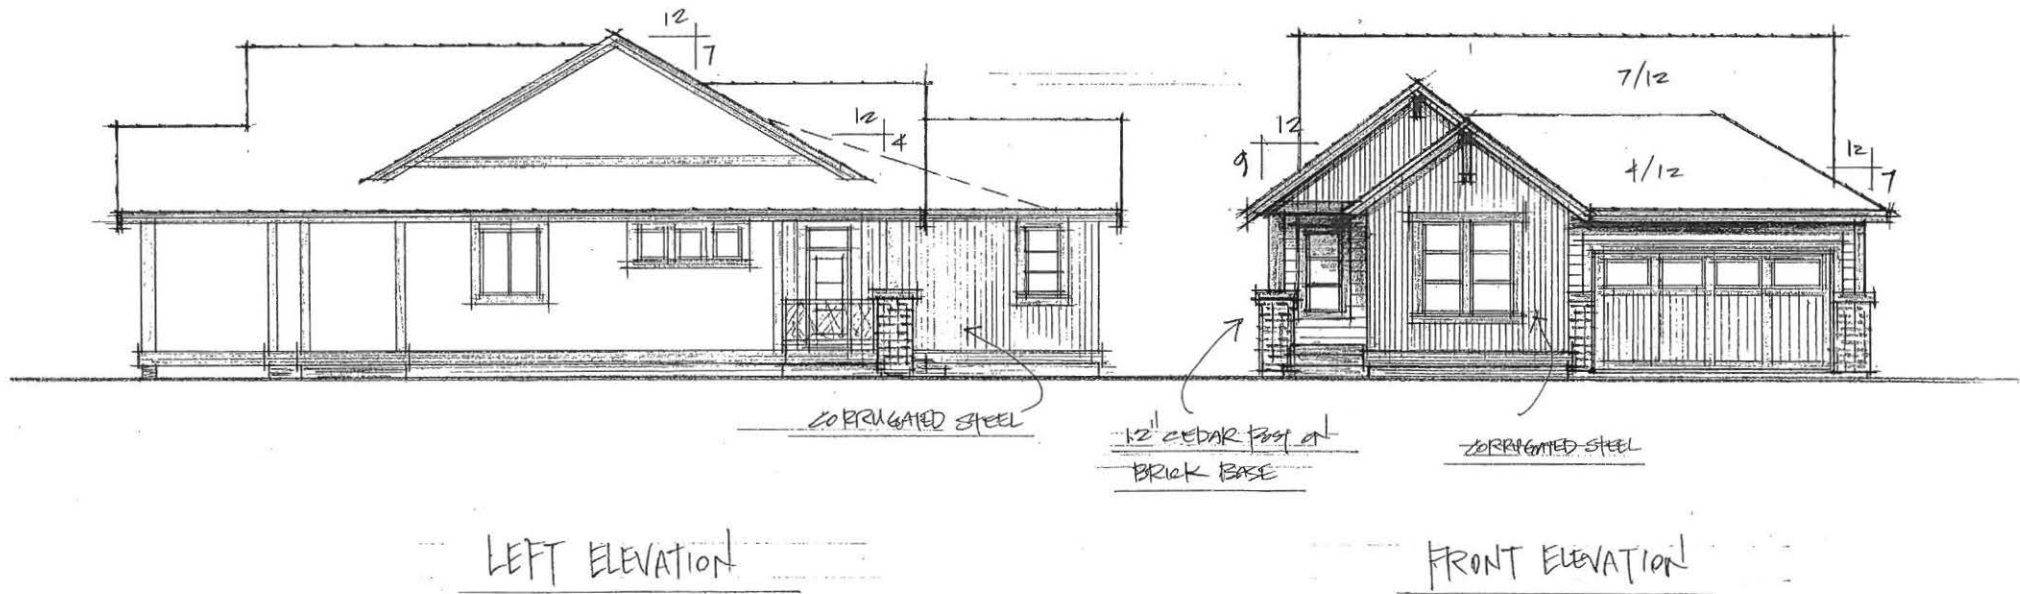 12
7
12
4
CORRUGATED STEEL
LEFT ELEVATION
7/12
12
9
4/12
12
7
12" CEDAR POST ON
BRICK BASE
CORRUGATED STEEL
FRONT ELEVATION